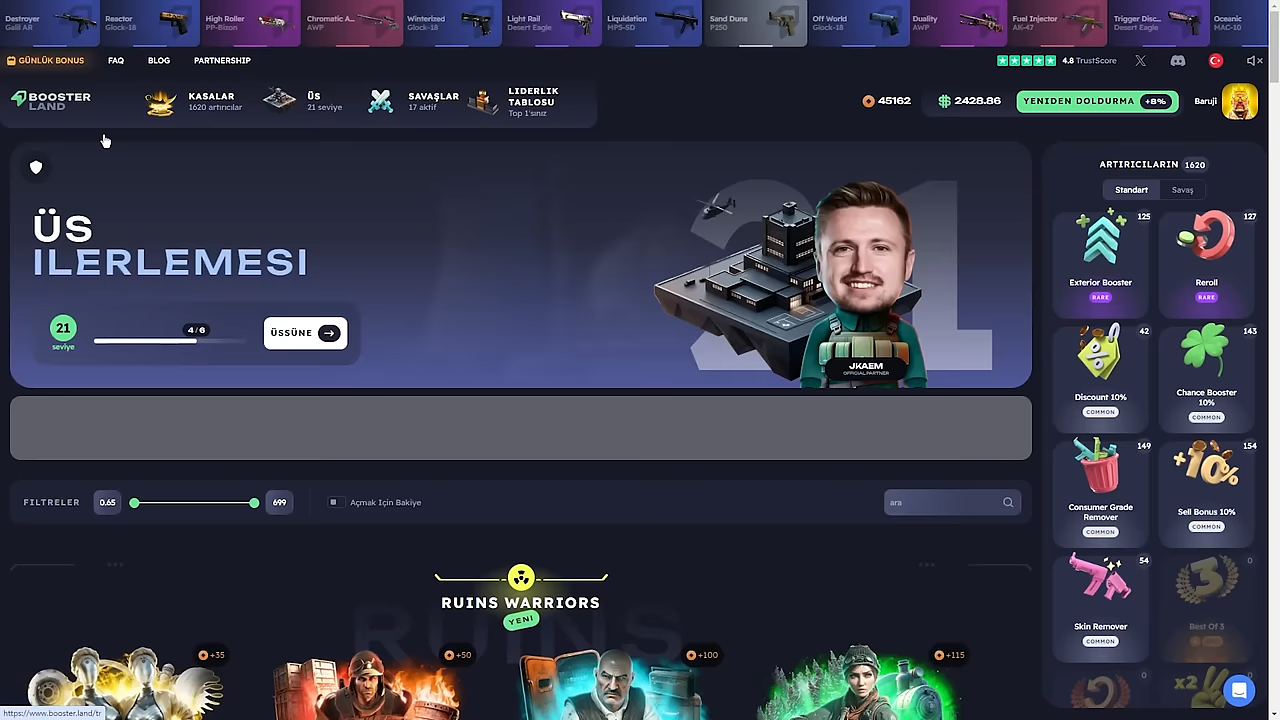 Destroyer
Galil AR
Reactor
Glock-18
High Roller
PP-Bizon
Chromatic A...
AWP
Winterized
Glock-18
Light Rail
Desert Eagle
Liquidation
MP5-SD
Sand Dune
P250
Off World
Glock-18
Duality
AWP
Fuel Injector
AK-47
Trigger Disc...
Desert Eagle
Oceanic
MAC-10
GÜNLÜK BONUS
FAQ
BLOG
PARTNERSHIP
4.8 TrustScore
BOOSTER
LAND
KASALAR
1620 artırıcılar
ÜS
21 seviye
SAVAŞLAR
17 aktif
LIDERLIK
TABLOSU
Top 1'sınız
45162
2428.86
YENIDEN DOLDURMA +8%
Baruji
ÜS
ILERLEMESI
21
seviye
4/6
ÜSSÜNE
21
JKAEM
OFFICIAL PARTNER
ARTIRICILARIN 1620
Standart
Savaş
125
Exterior Booster
RARE
127
Reroll
RARE
42
Discount 10%
COMMON
143
Chance Booster
10%
COMMON
149
Consumer Grade
Remover
COMMON
154
+10%
Sell Bonus 10%
COMMON
54
Skin Remover
COMMON
0
3
Best Of 3
0
0
x2
FILTRELER
0.65
699
Açmak Için Bakiye
ara
RUINS WARRIORS
YENI
RUINS
+35
+50
+100
+115
https://www.booster.land/tr